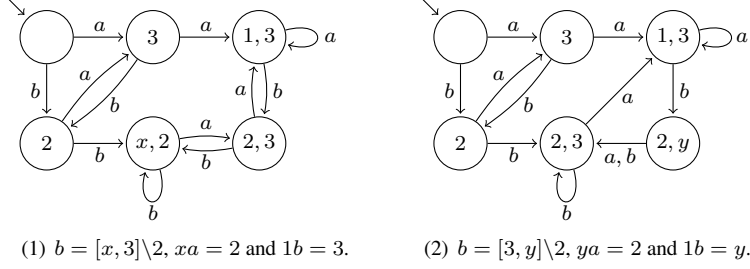 a a a
3 1, 3
b a b a b
2 b x, 2 a b 2, 3
b
(1) b = [x, 3]\2, xa = 2 and 1b = 3.
a a a
3 1, 3
b a b a b
2 b 2, 3 a, b 2, y
b
(2) b = [3, y]\2, ya = 2 and 1b = y.